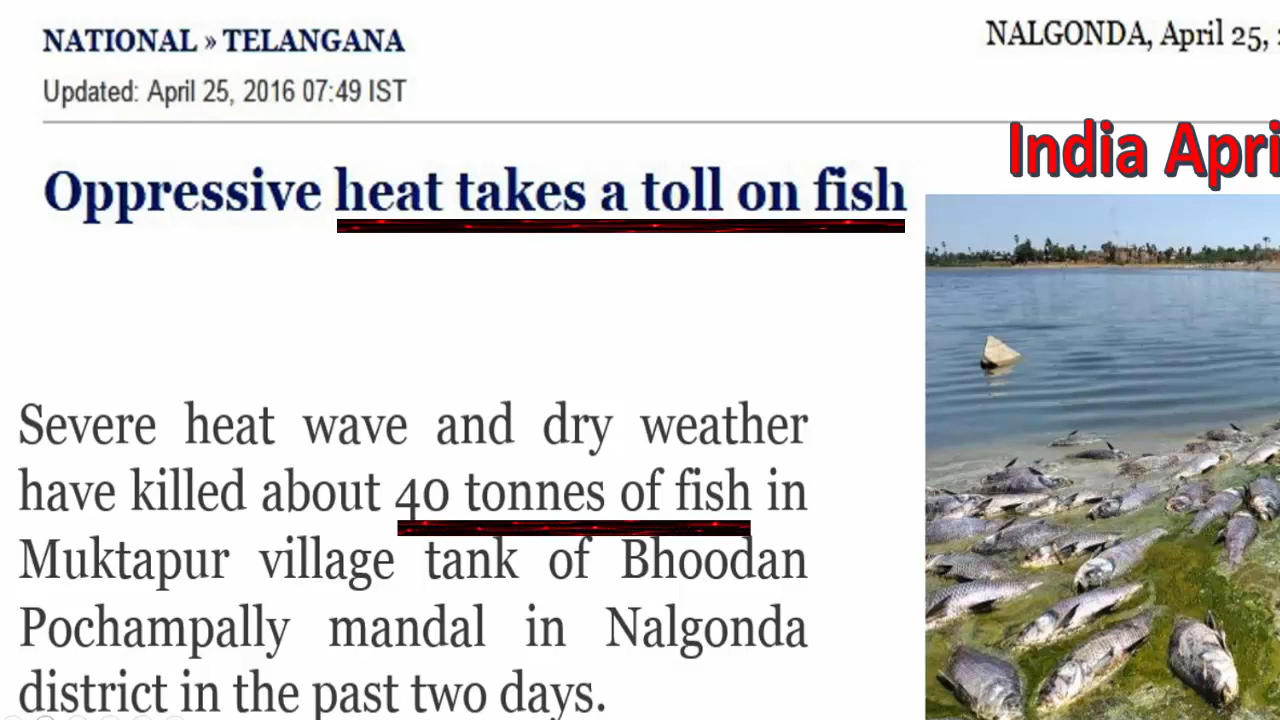 NATIONAL » TELANGANA
NALGONDA, April 25,
Updated: April 25, 2016 07:49 IST
India Apri
Oppressive heat takes a toll on fish
Severe heat wave and dry weather
have killed about 40 tonnes of fish in
Muktapur village tank of Bhoodan
Pochampally mandal in Nalgonda
district in the past two days.